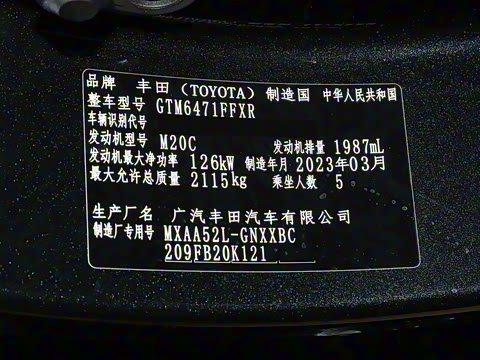 品牌 丰田(TOYOTA) 制造国 中华人民共和国
整车型号 GTM6471FFXR
车辆识别代号
发动机型号 M20C 发动机排量 1987mL
发动机最大净功率 126kW 制造年月 2023年03月
最大允许总质量 2115kg 乘坐人数 5
生产厂名 广汽丰田汽车有限公司
制造厂专用号 MXAA52L-GNXXBC
209FB20K121